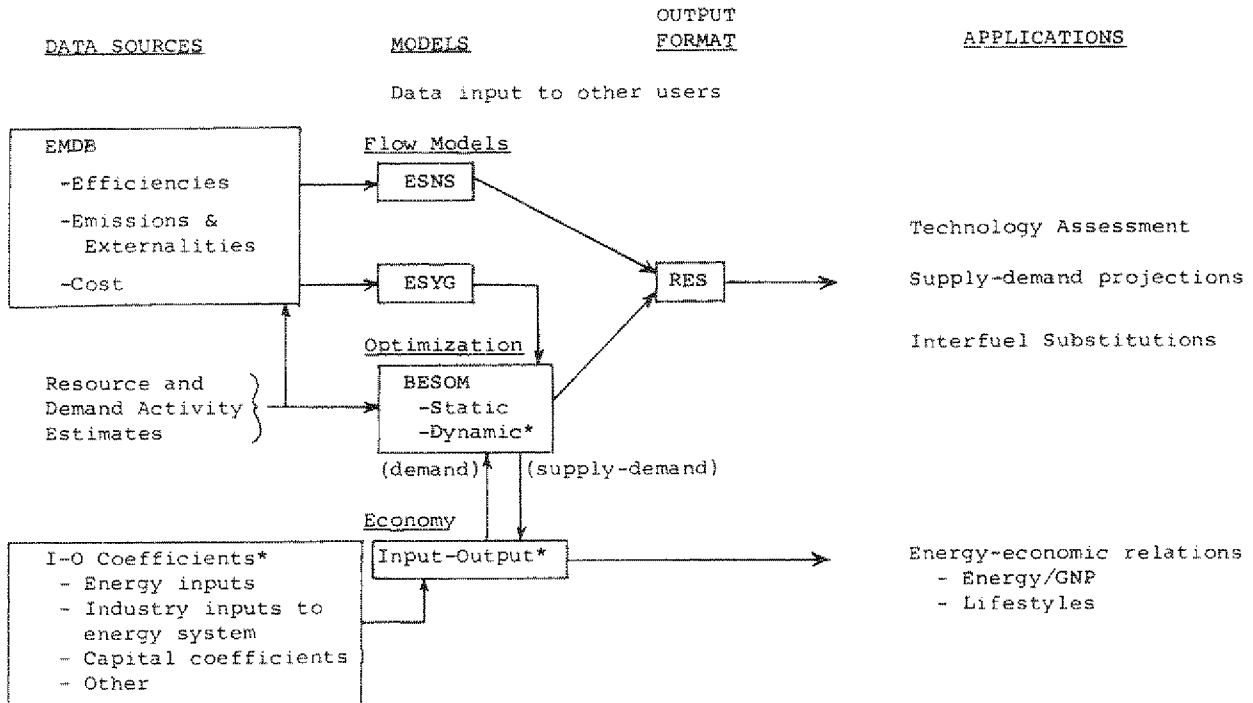 DATA SOURCES
MODELS
OUTPUT
FORMAT
APPLICATIONS
Data input to other users
EMDB
-Efficiencies
-Emissions &
Externalities
-Cost
Flow Models
ESNS
ESYG
RES
Technology Assessment
Supply-demand projections
Interfuel Substitutions
Resource and
Demand Activity
Estimates
Optimization
BESOM
-Static
-Dynamic*
(demand)
(supply-demand)
Economy
Input-Output*
I-O Coefficients*
- Energy inputs
- Industry inputs to
energy system
- Capital coefficients
- Other
Energy-economic relations
- Energy/GNP
- Lifestyles